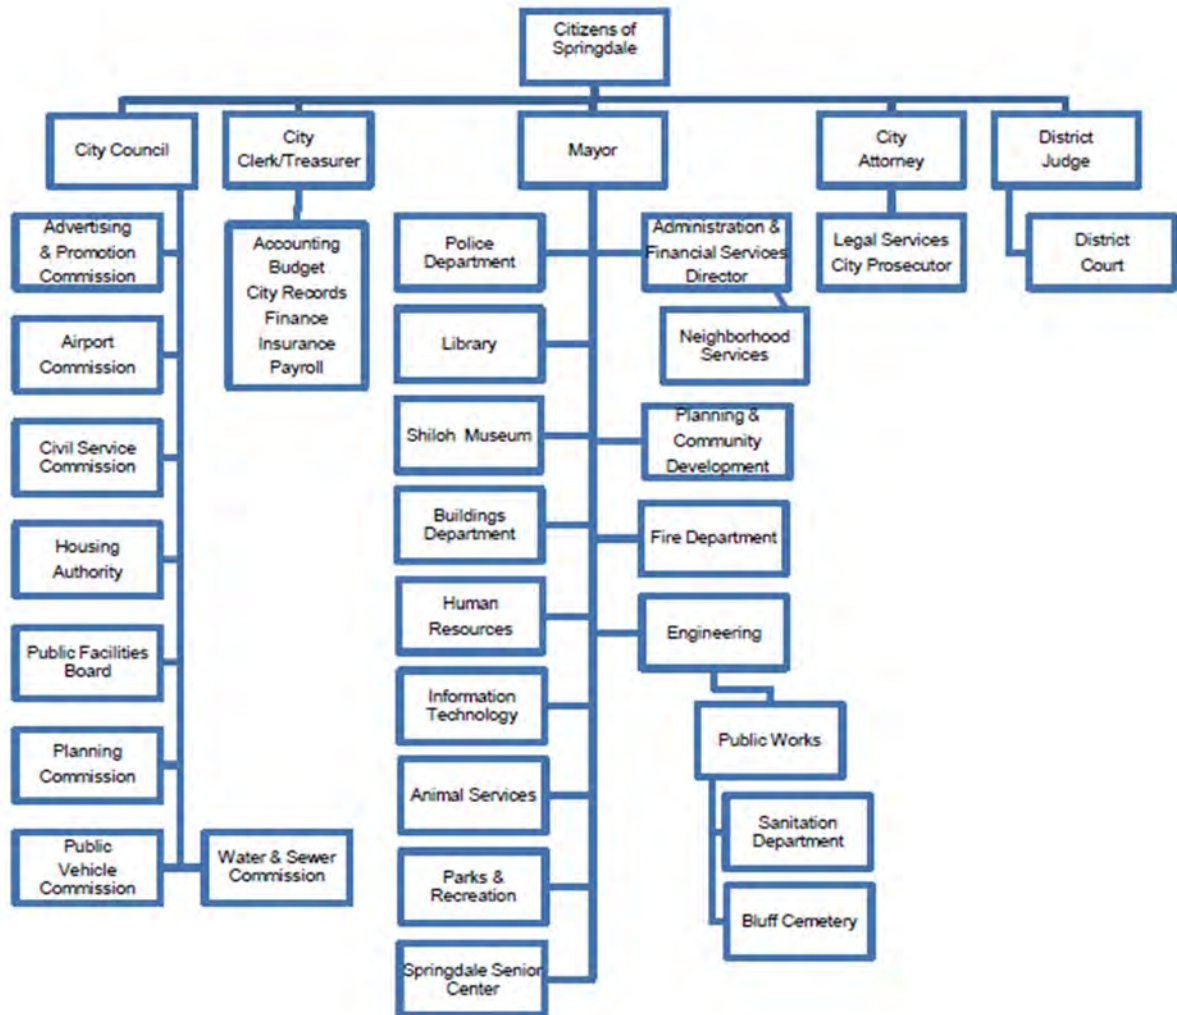 Citizens of
Springdale
City Council
City
Clerk/Treasurer
Mayor
City
Attorney
District
Judge
Advertising
& Promotion
Commission
Airport
Commission
Civil Service
Commission
Housing
Authority
Public Facilities
Board
Planning
Commission
Public
Vehicle
Commission
Water & Sewer
Commission
Accounting
Budget
City Records
Finance
Insurance
Payroll
Police
Department
Library
Shiloh Museum
Buildings
Department
Human
Resources
Information
Technology
Animal Services
Parks &
Recreation
Springdale Senior
Center
Administration &
Financial Services
Director
Neighborhood
Services
Planning &
Community
Development
Fire Department
Engineering
Public Works
Sanitation
Department
Bluff Cemetery
Legal Services
City Prosecutor
District
Court